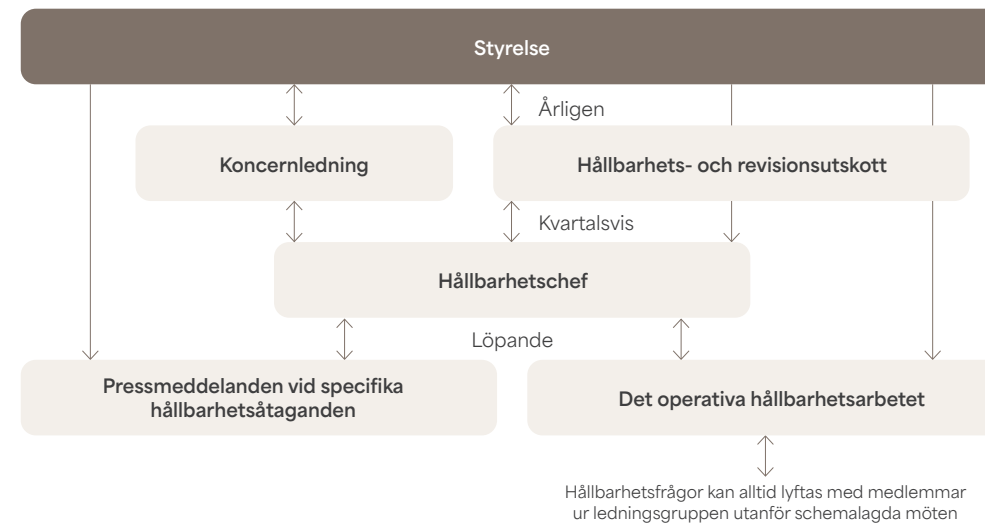 Styrelse
Årligen
Koncernledning
Hållbarhets- och revisionsutskott
Kvartalsvis
Hållbarhetschef
Löpande
Pressmeddelanden vid specifika
hållbarhetsåtaganden
Det operativa hållbarhetsarbetet
Hållbarhetsfrågor kan alltid lyftas med medlemmar
ur ledningsgruppen utanför schemalagda möten